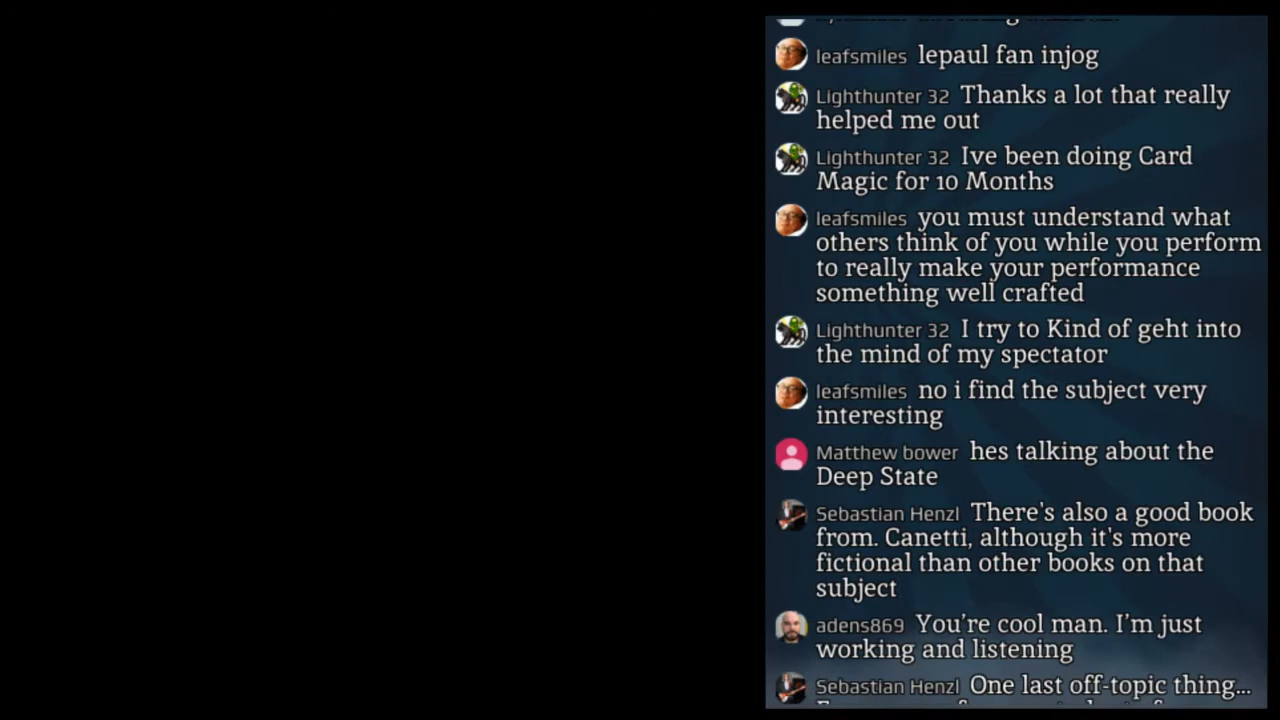 leafsmiles lepaul fan injog
Lighthunter 32 Thanks a lot that really
helped me out
Lighthunter 32 Ive been doing Card
Magic for 10 Months
leafsmiles you must understand what
others think of you while you perform
to really make your performance
something well crafted
Lighthunter 32 I try to Kind of geht into
the mind of my spectator
leafsmiles no i find the subject very
interesting
Matthew bower hes talking about the
Deep State
Sebastian Henzl There's also a good book
from. Canetti, although it's more
fictional than other books on that
subject
adens869 You're cool man. I'm just
working and listening
Sebastian Henzl One last off-topic thing...